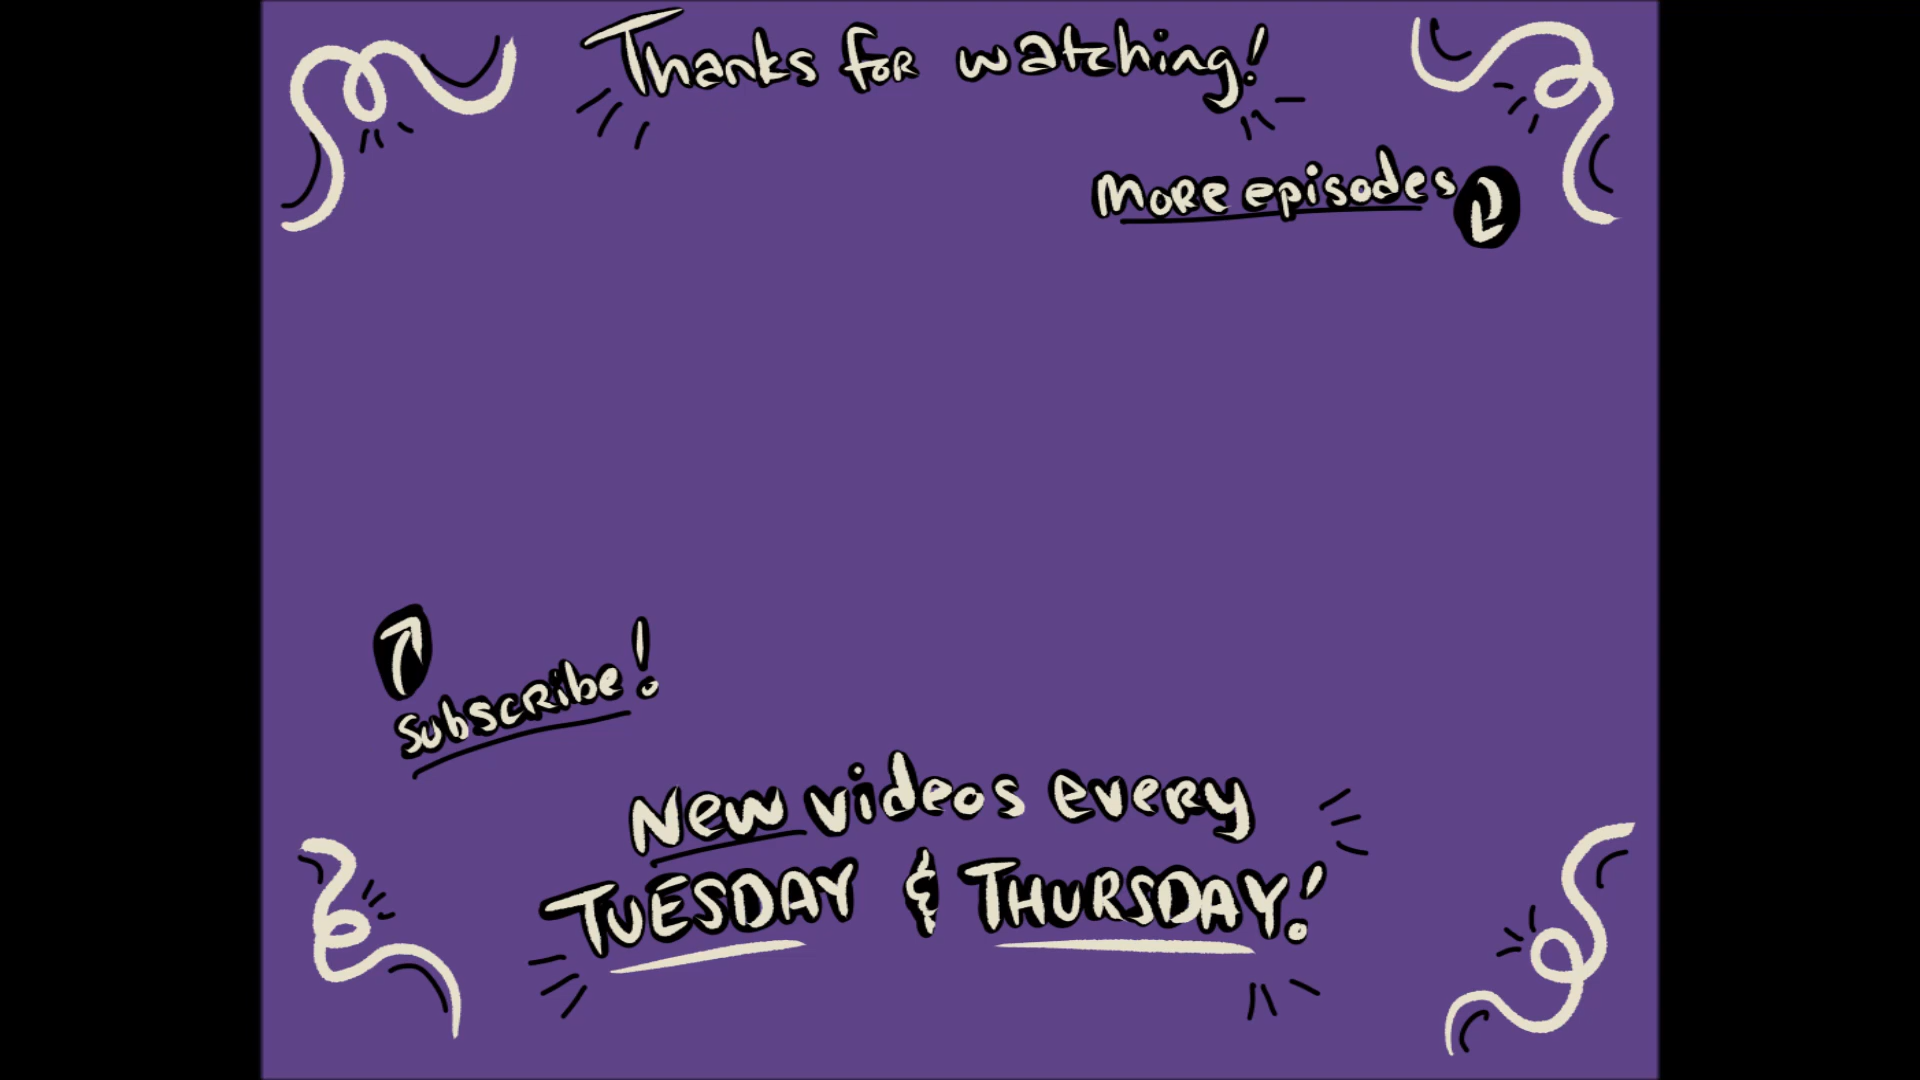 Thanks for watching!
More episodes
Subscribe!
New videos every
TUESDAY & THURSDAY!